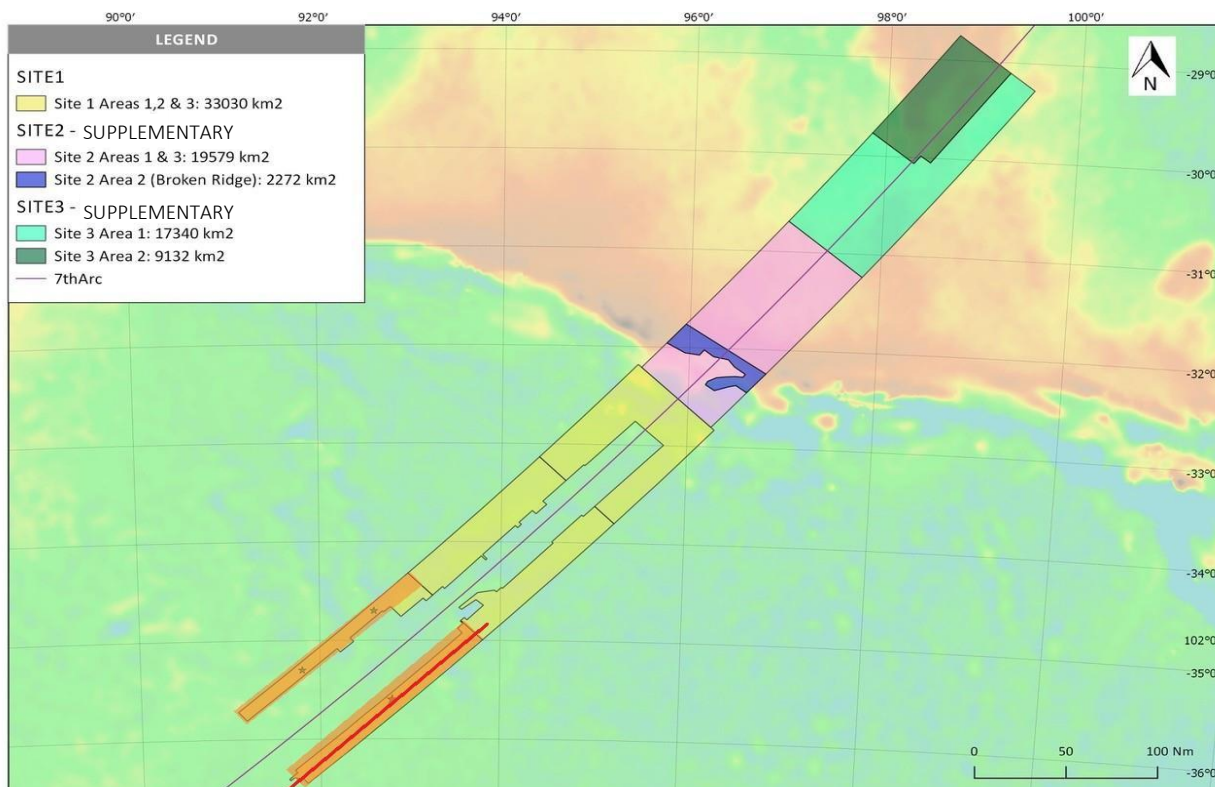 90°0' 92°0' 94°0' 96°0' 98°0' 100°0'
LEGEND
SITE1
Site 1 Areas 1,2 & 3: 33030 km2
SITE2 - SUPPLEMENTARY
Site 2 Areas 1 & 3: 19579 km2
Site 2 Area 2 (Broken Ridge): 2272 km2
SITE3 - SUPPLEMENTARY
Site 3 Area 1: 17340 km2
Site 3 Area 2: 9132 km2
7thArc
N
-29°0
-30°0
-31°0
-32°0
-33°0
-34°0
102°0
-35°0
-36°0
0 50 100 Nm